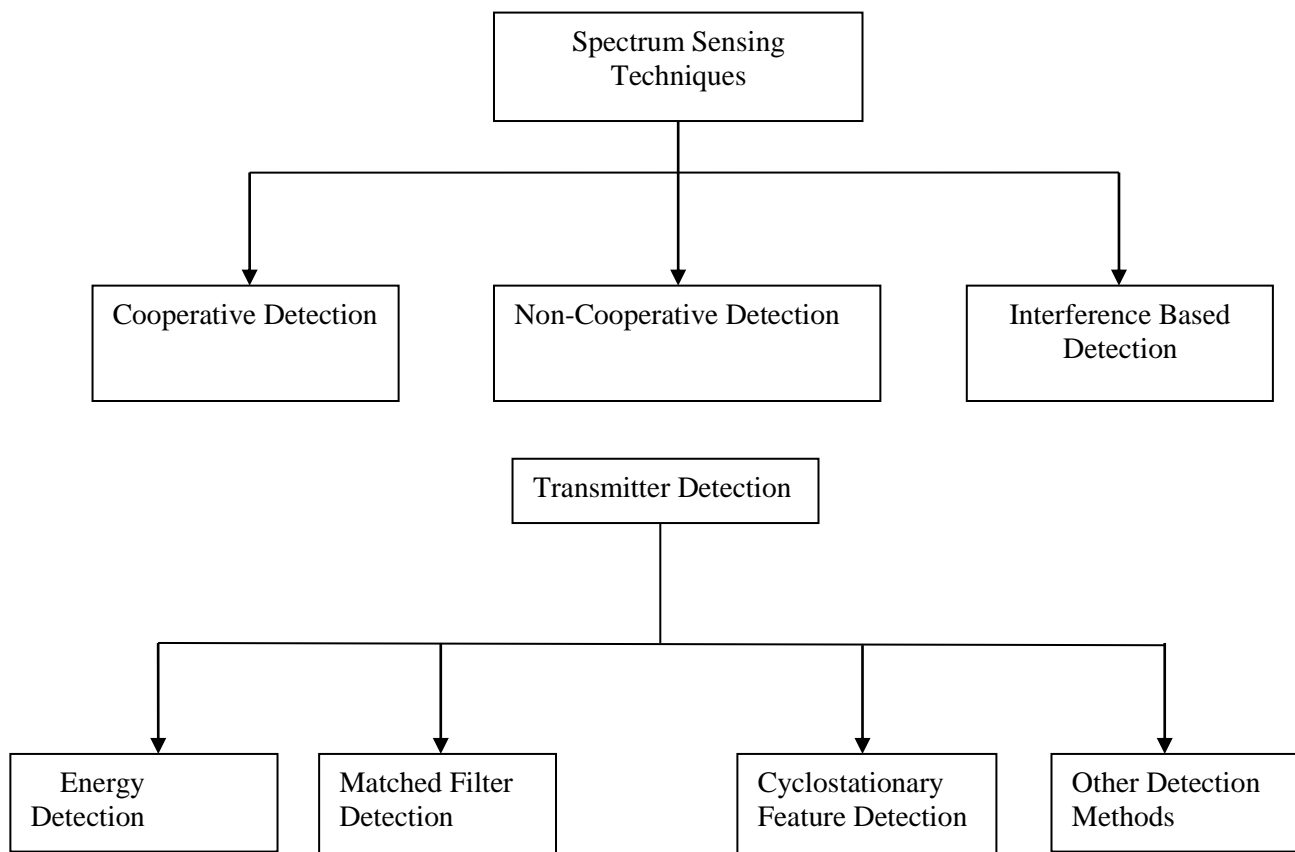 Spectrum Sensing
Techniques
Cooperative Detection
Non-Cooperative Detection
Interference Based
Detection
Transmitter Detection
Energy
Detection
Matched Filter
Detection
Cyclostationary
Feature Detection
Other Detection
Methods